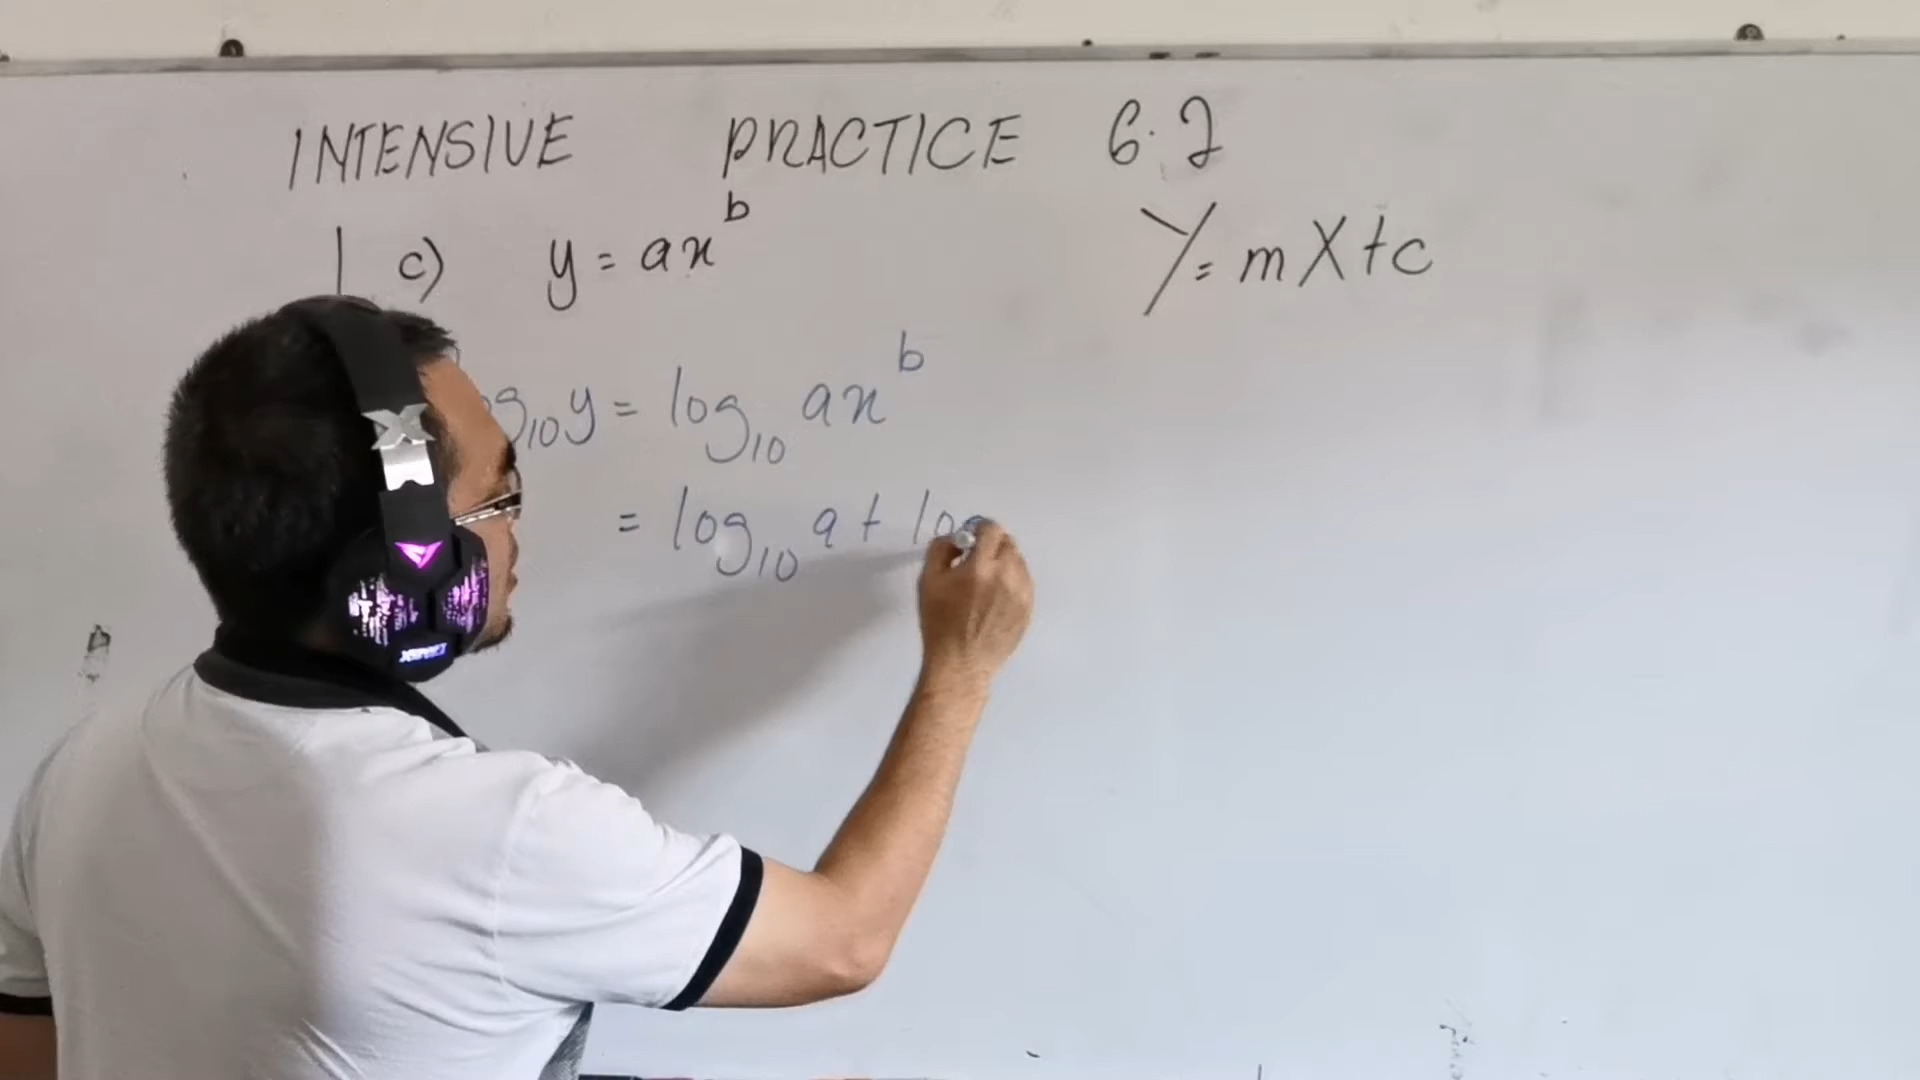 INTENSIVE PRACTICE 6.2
1 c) y = ax^b
Y = mX + c
log₁₀ y = log₁₀ ax^b
= log₁₀ a + log